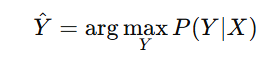 Ŷ = arg max_Y P(Y|X)